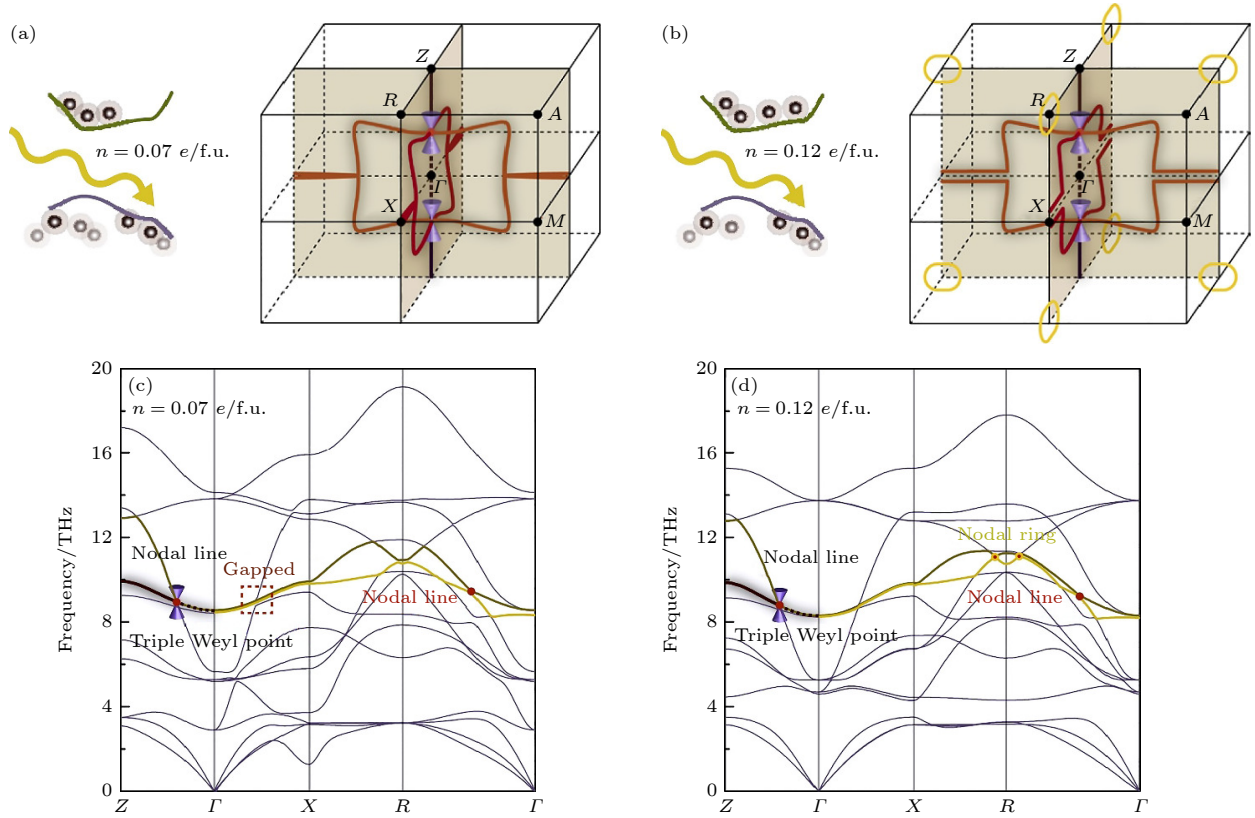 (a)
n = 0.07 e/f.u.
Z
R
A
Γ
X
M
(b)
n = 0.12 e/f.u.
Z
R
A
Γ
X
M
(c)
n = 0.07 e/f.u.
Frequency/THz
20
16
12
8
4
0
Nodal line
Gapped
Nodal line
Triple Weyl point
Z
Γ
X
R
Γ
(d)
n = 0.12 e/f.u.
Frequency/THz
20
16
12
8
4
0
Nodal ring
Nodal line
Nodal line
Triple Weyl point
Z
Γ
X
R
Γ